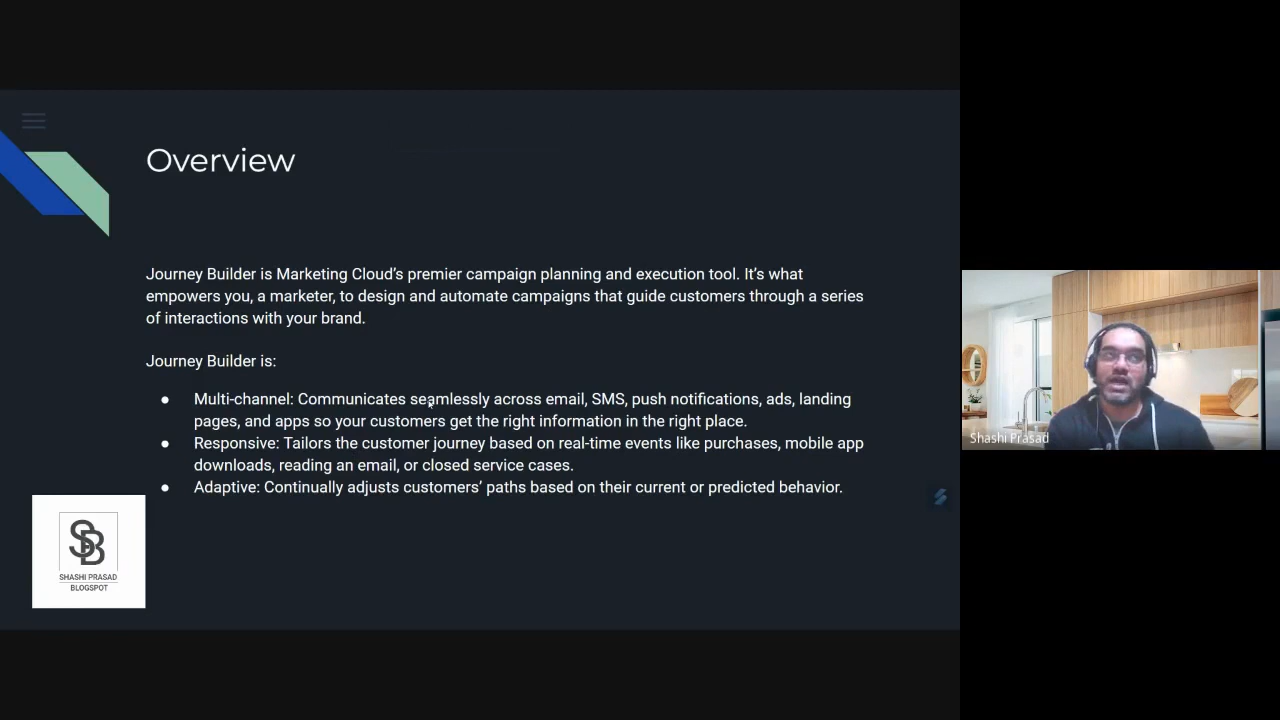 Overview
Journey Builder is Marketing Cloud’s premier campaign planning and execution tool. It’s what
empowers you, a marketer, to design and automate campaigns that guide customers through a series
of interactions with your brand.
Journey Builder is:
● Multi-channel: Communicates seamlessly across email, SMS, push notifications, ads, landing
pages, and apps so your customers get the right information in the right place.
● Responsive: Tailors the customer journey based on real-time events like purchases, mobile app
downloads, reading an email, or closed service cases.
● Adaptive: Continually adjusts customers’ paths based on their current or predicted behavior.
SB
SHASHI PRASAD
BLOGSPOT
Shashi Prasad